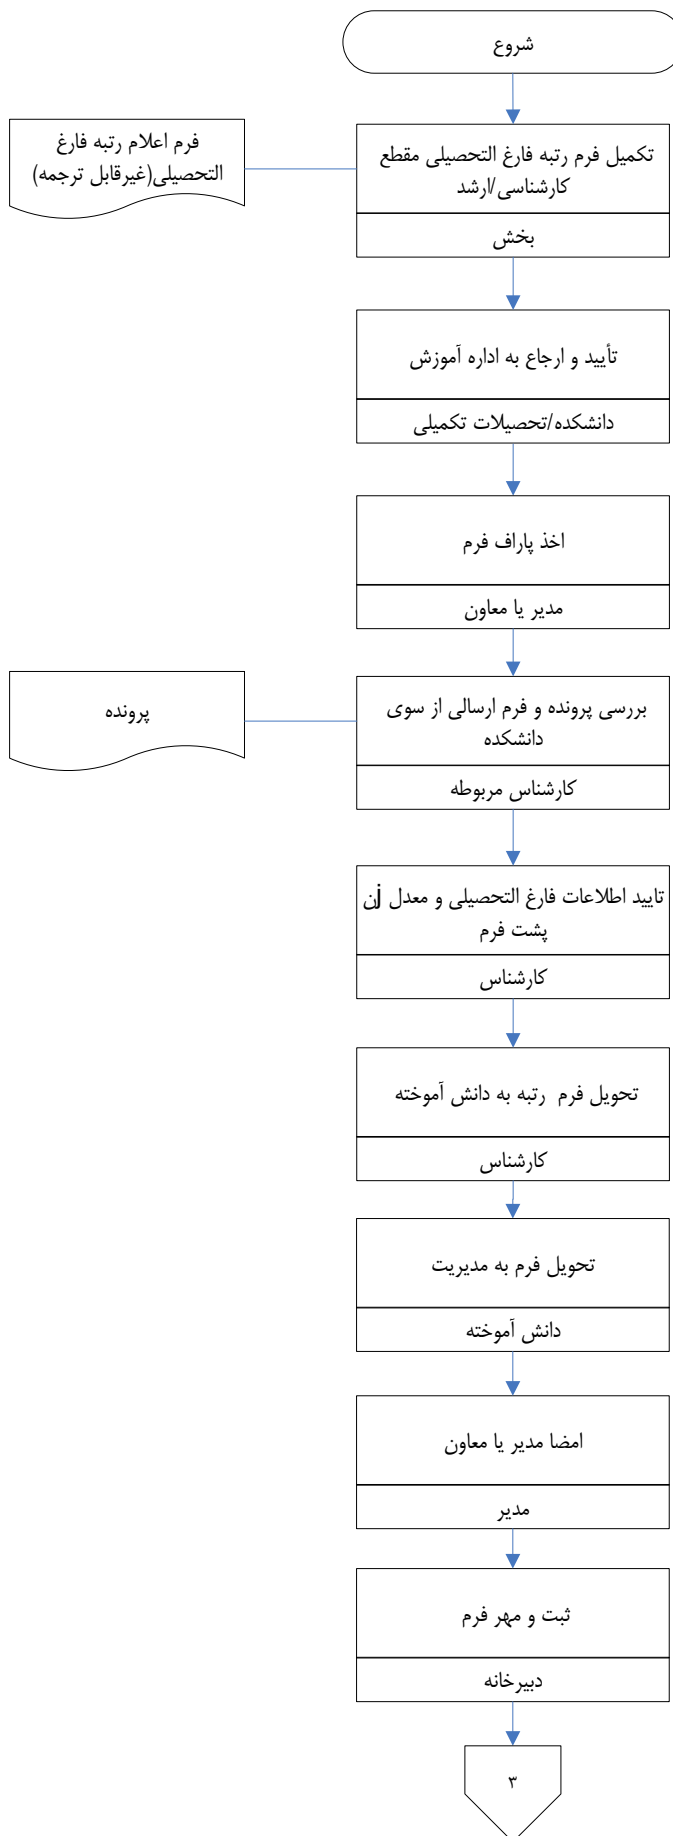 شروع
فرم اعلام رتبه فارغ
التحصیلی(غیرقابل ترجمه)
تکمیل فرم رتبه فارغ التحصیلی مقطع
کارشناسی/ارشد
بخش
تأیید و ارجاع به اداره آموزش
دانشکده/تحصیلات تکمیلی
اخذ پاراف فرم
مدیر یا معاون
پرونده
بررسی پرونده و فرم ارسالی از سوی
دانشکده
کارشناس مربوطه
تایید اطلاعات فارغ التحصیلی و معدل jن
پشت فرم
کارشناس
تحویل فرم رتبه به دانش آموخته
کارشناس
تحویل فرم به مدیریت
دانش آموخته
امضا مدیر یا معاون
مدیر
ثبت و مهر فرم
دبیرخانه
۳